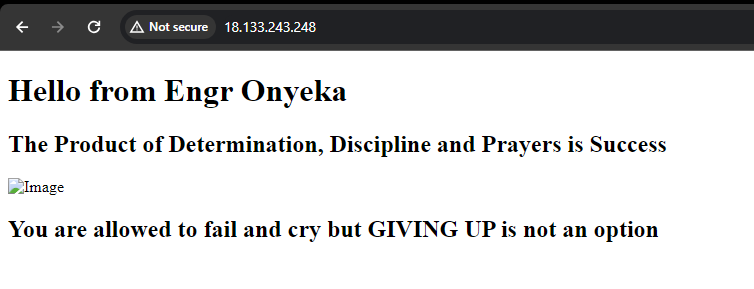 Not secure 18.133.243.248
Hello from Engr Onyeka
The Product of Determination, Discipline and Prayers is Success
Image
You are allowed to fail and cry but GIVING UP is not an option